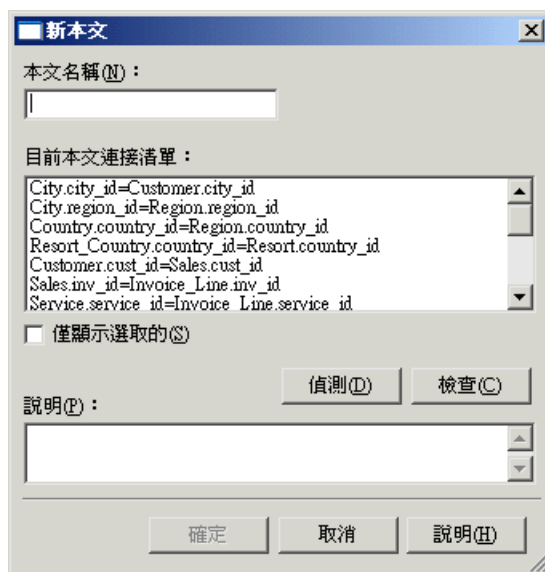 新本文
本文名稱(N)：
目前本文連接清單：
City.city_id=Customer.city_id
City.region_id=Region.region_id
Country.country_id=Region.country_id
Resort_Country.country_id=Resort.country_id
Customer.cust_id=Sales.cust_id
Sales.inv_id=Invoice_Line.inv_id
Service.service_id=Invoice_Line.service_id
僅顯示選取的(S)
偵測(D) 檢查(C)
說明(P)：
確定 取消 說明(H)